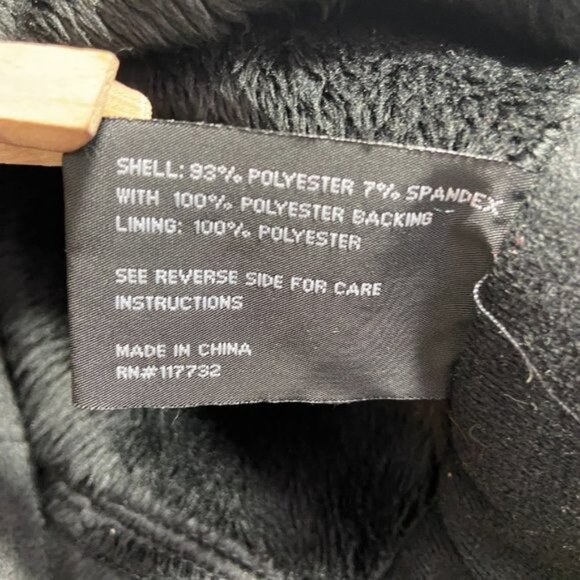 SHELL: 93% POLYESTER 7% SPANDEX
WITH 100% POLYESTER BACKING
LINING: 100% POLYESTER
SEE REVERSE SIDE FOR CARE
INSTRUCTIONS
MADE IN CHINA
RN#117732